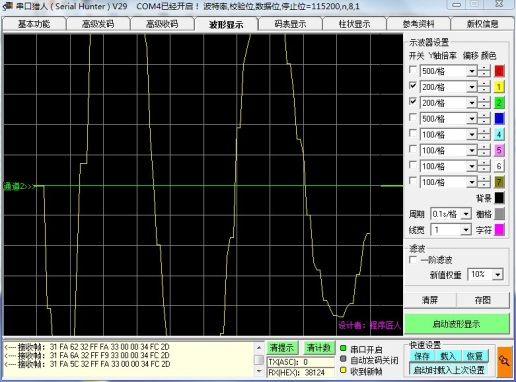 串口猎人（Serial Hunter）V29 COM4已经开启！ 波特率,校验位,数据位,停止位=115200,n,8,1
基本功能 高级发码 高级收码 波形显示 码表显示 柱状显示 参考资料 版权信息
示波器设置
开关 Y轴倍率 偏移 颜色
500/格 0
200/格 1
200/格 2
500/格 3
100/格 4
100/格 5
100/格 6
100/格 7
背景
周期 0.1s/格 栅格
线宽 1 字符
通道2>>>
设计者：程序匠人
滤波
一阶滤波
新值权重 10%
清屏 存图
启动波形显示
<--- 接收帧：31 FA 62 32 FF FA 33 00 00 34 FC 2D
<--- 接收帧：31 FA 6A 32 FF F9 33 00 00 34 FC 2D
<--- 接收帧：31 FA 5C 32 FF FA 33 00 00 34 FC 2D
清提示 清计数
TX(ASC): 0
RX(HEX): 38124
串口开启
自动发码关闭
收到新帧
快速设置
保存 载入 恢复
启动时载入上次设置